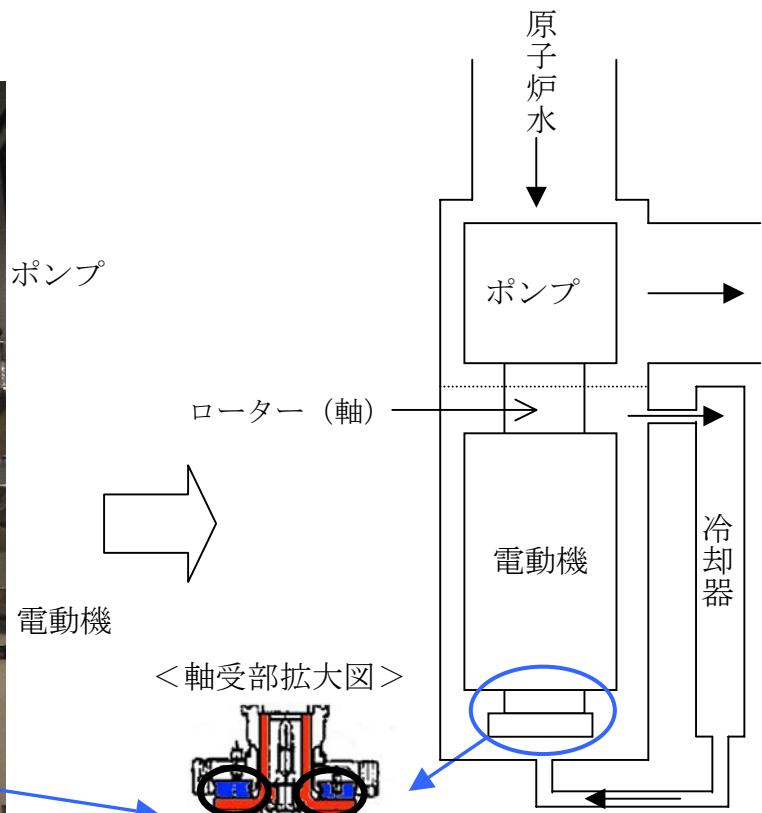 原子炉水
ポンプ
ポンプ
ローター（軸）
電動機
冷却器
電動機
＜軸受部拡大図＞